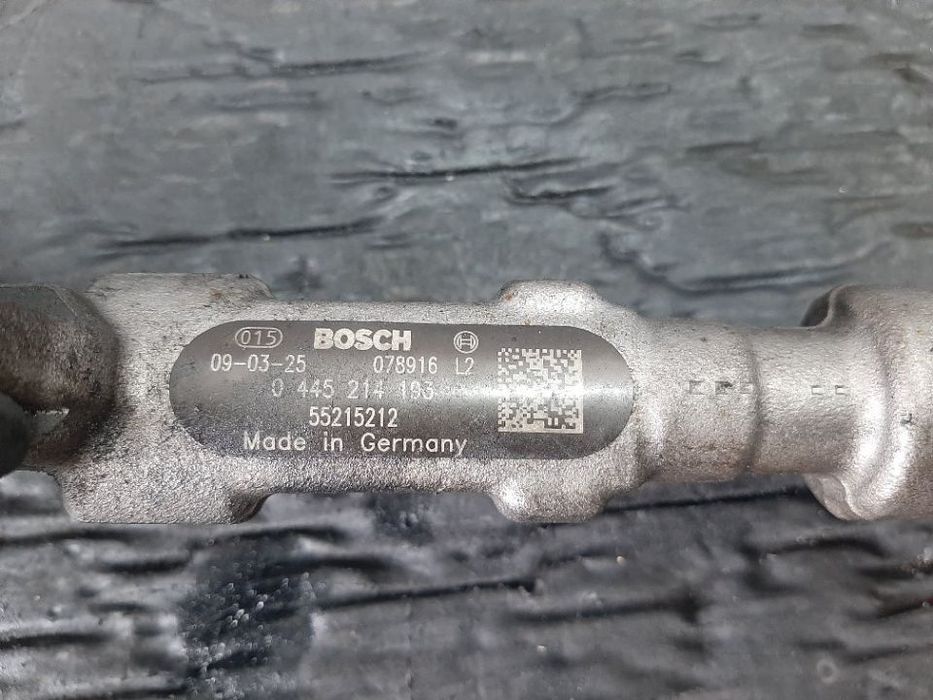 015 BOSCH
09-03-25 078916 L2
0 445 214 193
55215212
Made in Germany